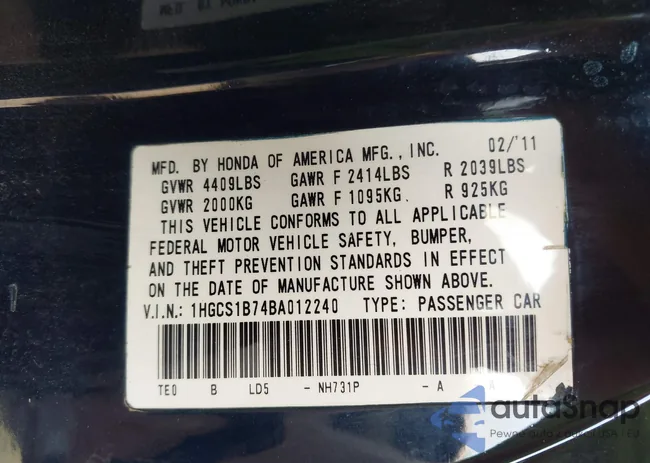 MFD. BY HONDA OF AMERICA MFG., INC. 02/'11
GVWR 4409LBS GAWR F 2414LBS R 2039LBS
GVWR 2000KG GAWR F 1095KG. R 925KG
THIS VEHICLE CONFORMS TO ALL APPLICABLE
FEDERAL MOTOR VEHICLE SAFETY, BUMPER,
AND THEFT PREVENTION STANDARDS IN EFFECT
ON THE DATE OF MANUFACTURE SHOWN ABOVE.
V.I.N.: 1HGCS1B74BA012240 TYPE: PASSENGER CAR
TE0 B LD5 - NH731P - A A
autoSnap